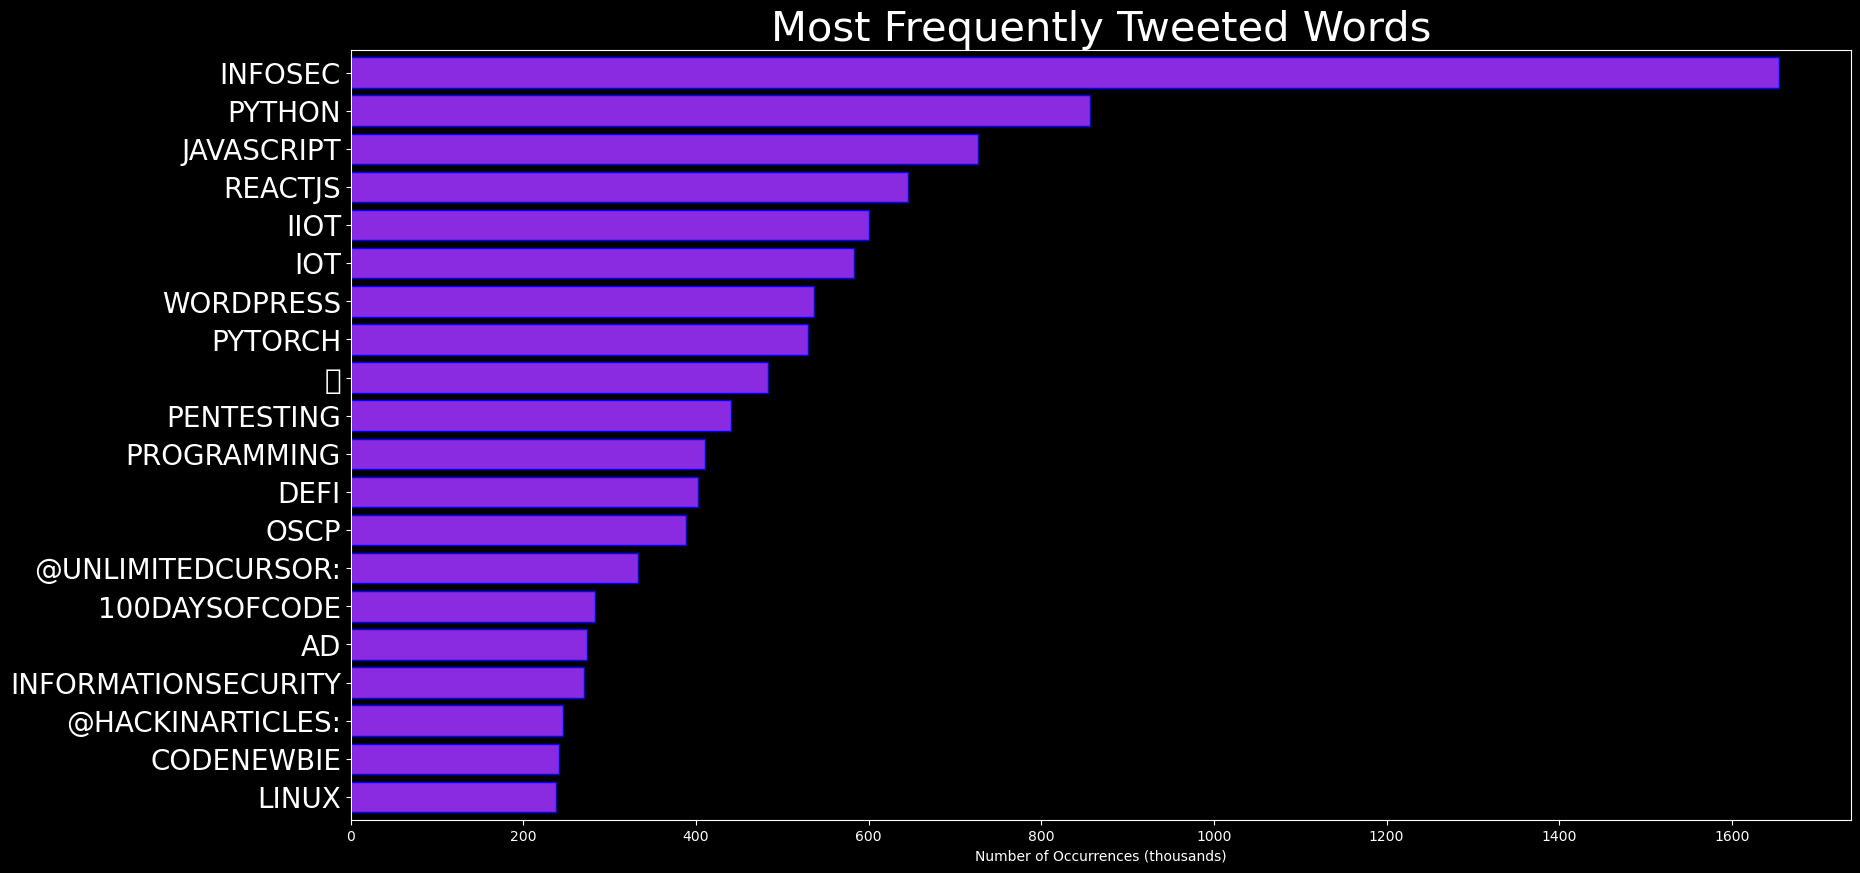 Most Frequently Tweeted Words
INFOSEC
PYTHON
JAVASCRIPT
REACTJS
IIOT
IOT
WORDPRESS
PYTORCH
PENTESTING
PROGRAMMING
DEFI
OSCP
@UNLIMITEDCURSOR:
100DAYSOFCODE
AD
INFORMATIONSECURITY
@HACKINARTICLES:
CODENEWBIE
LINUX
0 200 400 600 800 1000 1200 1400 1600
Number of Occurrences (thousands)